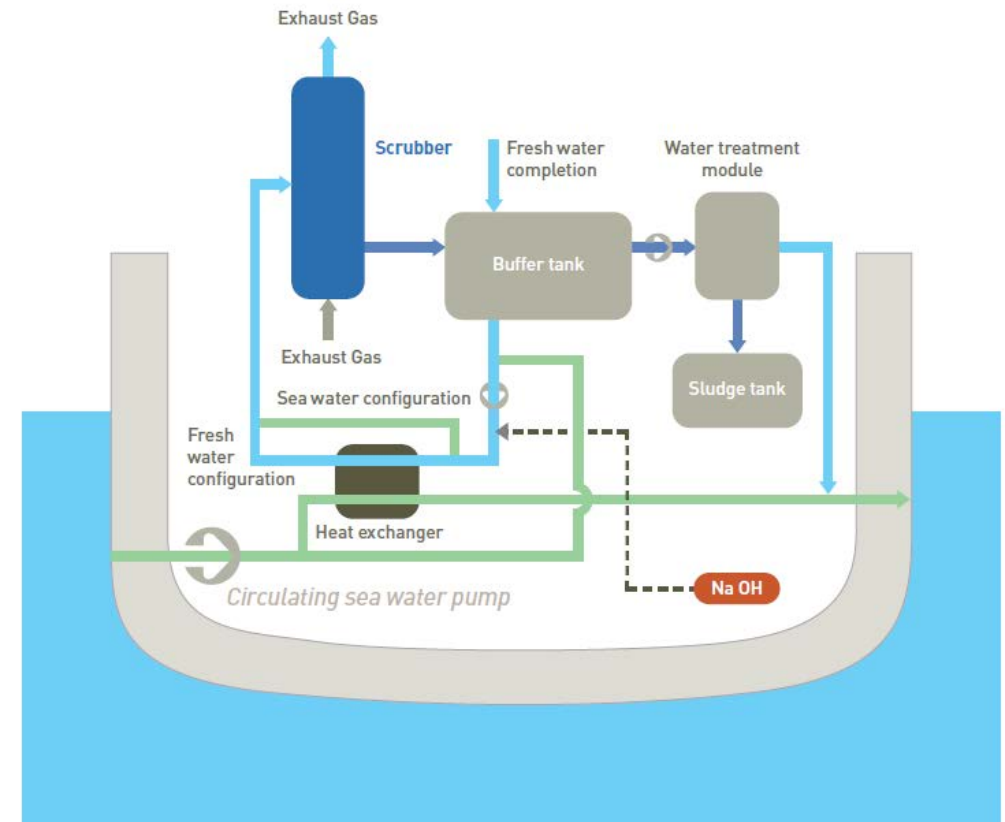 Exhaust Gas
Scrubber
Fresh water
completion
Water treatment
module
Buffer tank
Exhaust Gas
Sludge tank
Sea water configuration
Fresh
water
configuration
Heat exchanger
Na OH
Circulating sea water pump